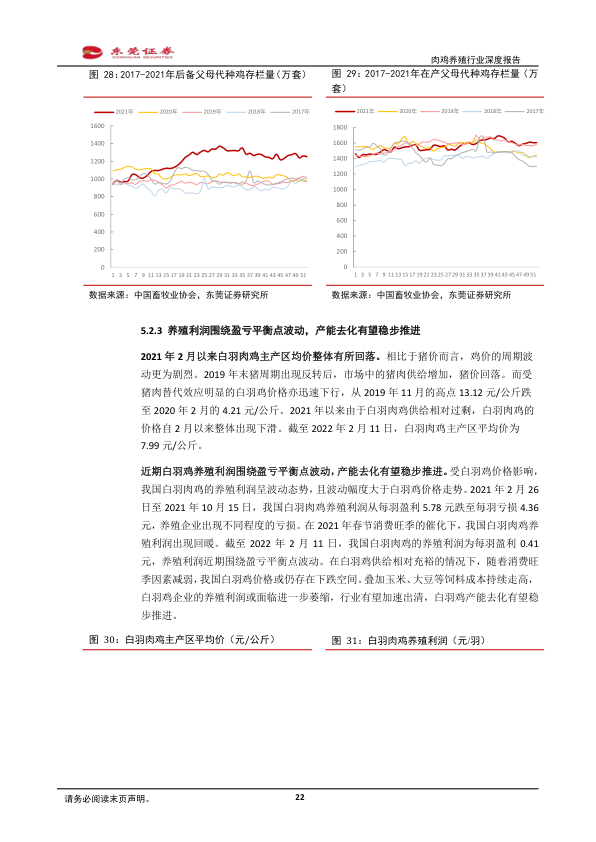 东莞证券
DONGGUAN SECURITIES
肉鸡养殖行业深度报告
图 28：2017-2021年后备父母代种鸡存栏量（万套）
2021年 2020年 2019年 2018年 2017年
1600
1400
1200
1000
800
600
400
200
0
1 3 5 7 9 11 13 15 17 19 21 23 25 27 29 31 33 35 37 39 41 43 45 47 49 51
数据来源：中国畜牧业协会，东莞证券研究所
图 29：2017-2021年在产父母代种鸡存栏量（万
套）
2021年 2020年 2019年 2018年 2017年
1800
1600
1400
1200
1000
800
600
400
200
0
1 3 5 7 9 11 13 15 17 19 21 23 25 27 29 31 33 35 37 39 41 43 45 47 49 51
数据来源：中国畜牧业协会，东莞证券研究所
5.2.3 养殖利润围绕盈亏平衡点波动，产能去化有望稳步推进
2021 年 2 月以来白羽肉鸡主产区均价整体有所回落。相比于猪价而言，鸡价的周期波
动更为剧烈。2019 年末猪周期出现反转后，市场中的猪肉供给增加，猪价回落。而受
猪肉替代效应明显的白羽鸡价格亦迅速下行，从 2019 年 11 月的高点 13.12 元/公斤跌
至 2020 年 2 月的 4.21 元/公斤。2021 年以来由于白羽肉鸡供给相对过剩，白羽肉鸡的
价格自 2 月以来整体出现下滑。截至 2022 年 2 月 11 日，白羽肉鸡主产区平均价为
7.99 元/公斤。
近期白羽鸡养殖利润围绕盈亏平衡点波动，产能去化有望稳步推进。受白羽鸡价格影响，
我国白羽肉鸡的养殖利润呈波动态势，且波动幅度大于白羽鸡价格走势。2021 年 2 月 26
日至 2021 年 10 月 15 日，我国白羽肉鸡养殖利润从每羽盈利 5.78 元跌至每羽亏损 4.36
元，养殖企业出现不同程度的亏损。在 2021 年春节消费旺季的催化下，我国白羽肉鸡养
殖利润出现回暖。截至 2022 年 2 月 11 日，我国白羽肉鸡的养殖利润为每羽盈利 0.41
元，养殖利润近期围绕盈亏平衡点波动。在白羽鸡供给相对充裕的情况下，随着消费旺
季因素减弱，我国白羽鸡价格或仍存在下跌空间。叠加玉米、大豆等饲料成本持续走高，
白羽鸡企业的养殖利润或面临进一步萎缩，行业有望加速出清，白羽鸡产能去化有望稳
步推进。
图 30：白羽肉鸡主产区平均价（元/公斤）
图 31：白羽肉鸡养殖利润（元/羽）
请务必阅读末页声明。
22